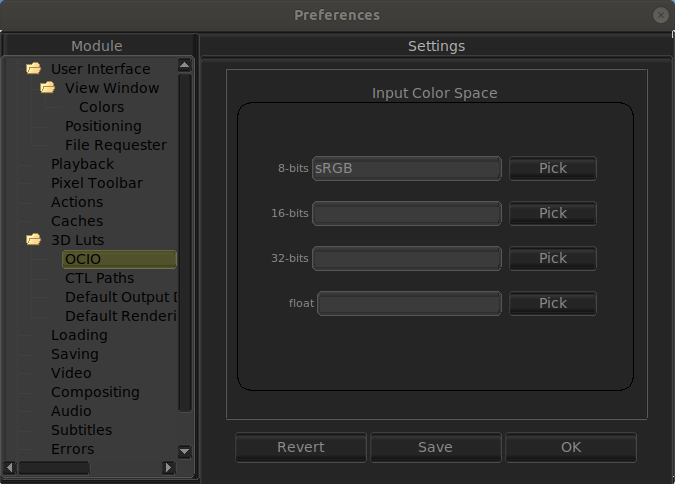 Preferences
Module
Settings
User Interface
View Window
Colors
Positioning
File Requester
Playback
Pixel Toolbar
Actions
Caches
3D Luts
OCIO
CTL Paths
Default Output
Default Renderi
Loading
Saving
Video
Compositing
Audio
Subtitles
Errors
Input Color Space
8-bits sRGB Pick
16-bits Pick
32-bits Pick
float Pick
Revert Save OK